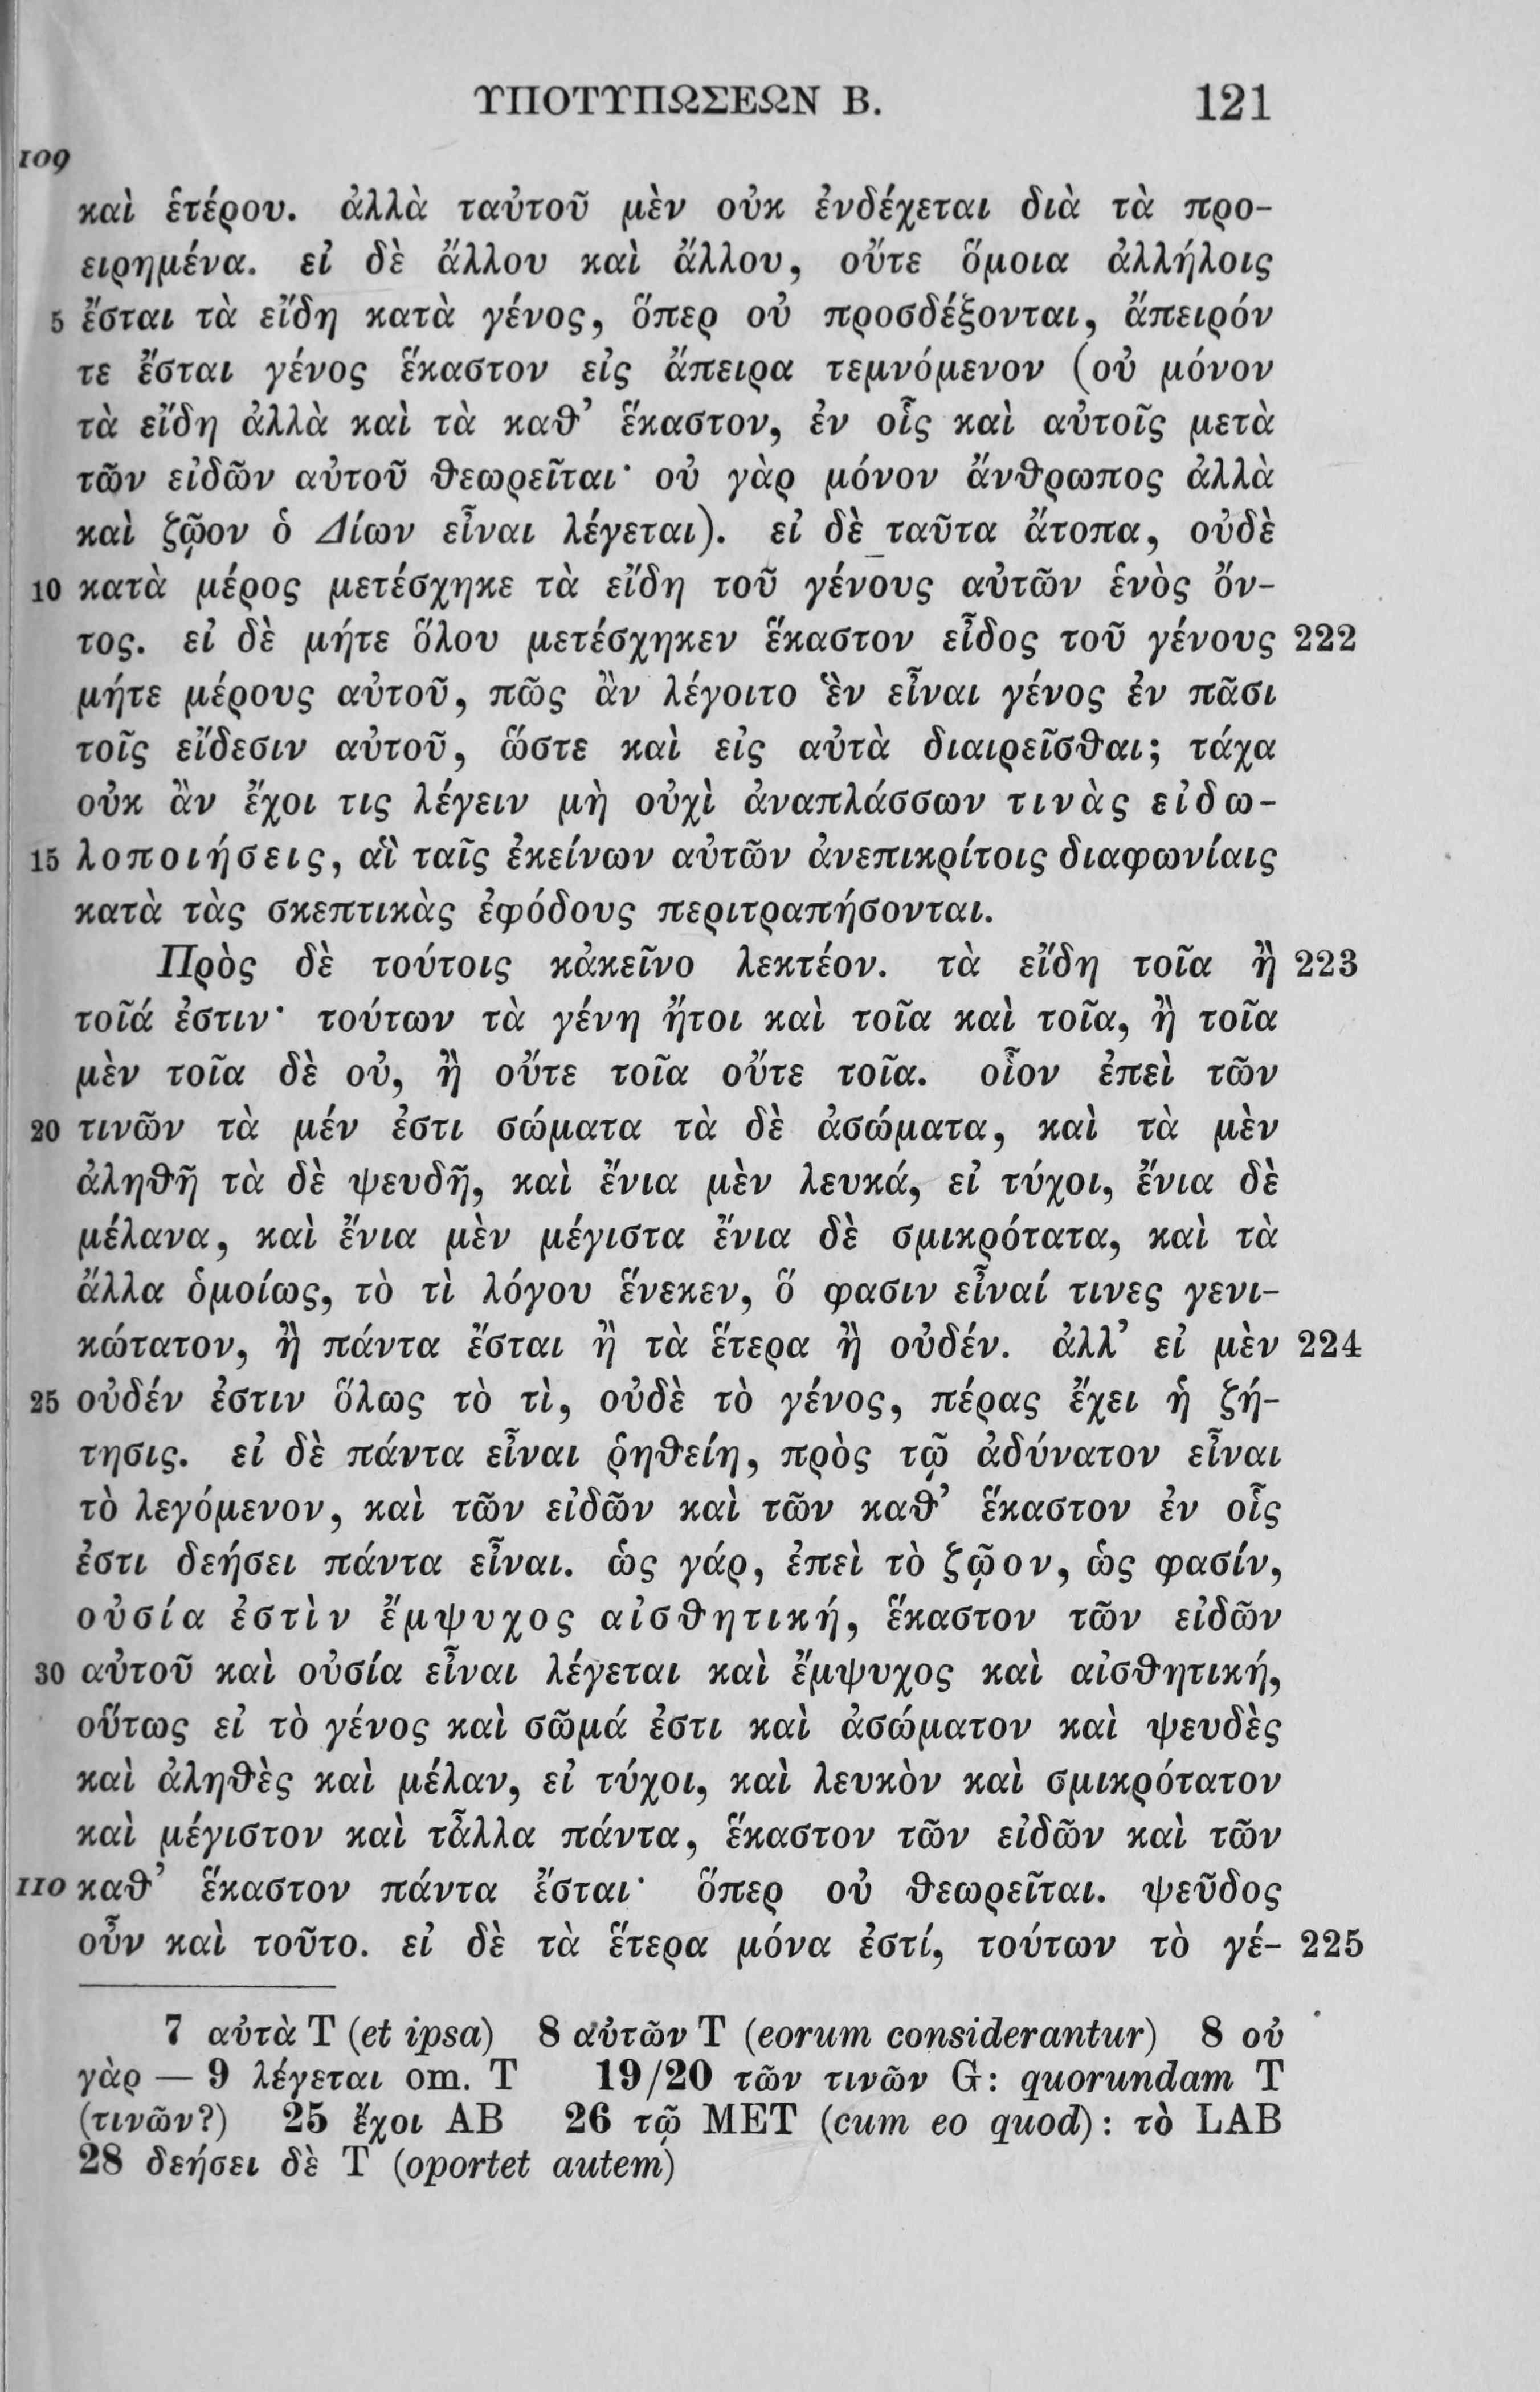 ΥΠΟΤΥΠΩΣΕΩΝ Β. 121
109
καὶ ἑτέρου. ἀλλὰ ταὐτοῦ μὲν οὐκ ἐνδέχεται διὰ τὰ προ-
ειρημένα. εἰ δὲ ἄλλου καὶ ἄλλου, οὔτε ὅμοια ἀλλήλοις
5 ἔσται τὰ εἴδη κατὰ γένος, ὅπερ οὐ προσδέξονται, ἄπειρόν
τε ἔσται γένος ἕκαστον εἰς ἄπειρα τεμνόμενον (οὐ μόνον
τὰ εἴδη ἀλλὰ καὶ τὰ καθ’ ἕκαστον, ἐν οἷς καὶ αὐτοῖς μετὰ
τῶν εἰδῶν αὐτοῦ θεωρεῖται· οὐ γὰρ μόνον ἄνθρωπος ἀλλὰ
καὶ ζῷον ὁ Δίων εἶναι λέγεται). εἰ δὲ ταῦτα ἄτοπα, οὐδὲ
10 κατὰ μέρος μετέσχηκε τὰ εἴδη τοῦ γένους αὐτῶν ἑνὸς ὄν-
τος. εἰ δὲ μήτε ὅλου μετέσχηκεν ἕκαστον εἶδος τοῦ γένους 222
μήτε μέρους αὐτοῦ, πῶς ἂν λέγοιτο ἓν εἶναι γένος ἐν πᾶσι
τοῖς εἴδεσιν αὐτοῦ, ὥστε καὶ εἰς αὐτὰ διαιρεῖσθαι; τάχα
οὐκ ἂν ἔχοι τις λέγειν μὴ οὐχὶ ἀναπλάσσων τινὰς εἰδω-
15 λοποιήσεις, αἳ ταῖς ἐκείνων αὐτῶν ἀνεπικρίτοις διαφωνίαις
κατὰ τὰς σκεπτικὰς ἐφόδους περιτραπήσονται.
Πρὸς δὲ τούτοις κἀκεῖνο λεκτέον. τὰ εἴδη τοῖα ἢ 223
τοῖά ἐστιν· τούτων τὰ γένη ἤτοι καὶ τοῖα καὶ τοῖα, ἢ τοῖα
μὲν τοῖα δὲ οὐ, ἢ οὔτε τοῖα οὔτε τοῖα. οἷον ἐπεὶ τῶν
20 τινῶν τὰ μέν ἐστι σώματα τὰ δὲ ἀσώματα, καὶ τὰ μὲν
ἀληθῆ τὰ δὲ ψευδῆ, καὶ ἔνια μὲν λευκά, εἰ τύχοι, ἔνια δὲ
μέλανα, καὶ ἔνια μὲν μέγιστα ἔνια δὲ σμικρότατα, καὶ τὰ
ἄλλα ὁμοίως, τὸ τὶ λόγου ἕνεκεν, ὅ φασιν εἶναί τινες γενι-
κώτατον, ἢ πάντα ἔσται ἢ τὰ ἕτερα ἢ οὐδέν. ἀλλ’ εἰ μὲν 224
25 οὐδέν ἐστιν ὅλως τὸ τὶ, οὐδὲ τὸ γένος, πέρας ἔχει ἡ ζή-
τησις. εἰ δὲ πάντα εἶναι ῥηθείη, πρὸς τῷ ἀδύνατον εἶναι
τὸ λεγόμενον, καὶ τῶν εἰδῶν καὶ τῶν καθ’ ἕκαστον ἐν οἷς
ἐστι δεήσει πάντα εἶναι. ὡς γάρ, ἐπεὶ τὸ ζῷον, ὡς φασίν,
οὐσία ἐστὶν ἔμψυχος αἰσθητική, ἕκαστον τῶν εἰδῶν
30 αὐτοῦ καὶ οὐσία εἶναι λέγεται καὶ ἔμψυχος καὶ αἰσθητική,
οὕτως εἰ τὸ γένος καὶ σῶμά ἐστι καὶ ἀσώματον καὶ ψευδὲς
καὶ ἀληθὲς καὶ μέλαν, εἰ τύχοι, καὶ λευκὸν καὶ σμικρότατον
καὶ μέγιστον καὶ τἆλλα πάντα, ἕκαστον τῶν εἰδῶν καὶ τῶν
110 καθ’ ἕκαστον πάντα ἔσται· ὅπερ οὐ θεωρεῖται. ψεῦδος
οὖν καὶ τοῦτο. εἰ δὲ τὰ ἕτερα μόνα ἐστί, τούτων τὸ γέ- 225
7 αὐτὰ T (et ipsa) 8 αὐτῶν T (eorum considerantur) 8 οὐ
γὰρ — 9 λέγεται om. T 19/20 τῶν τινῶν G: quorundam T
(τινῶν?) 25 ἔχοι AB 26 τῷ MET (cum eo quod): τὸ LAB
28 δεήσει δὲ T (oportet autem)